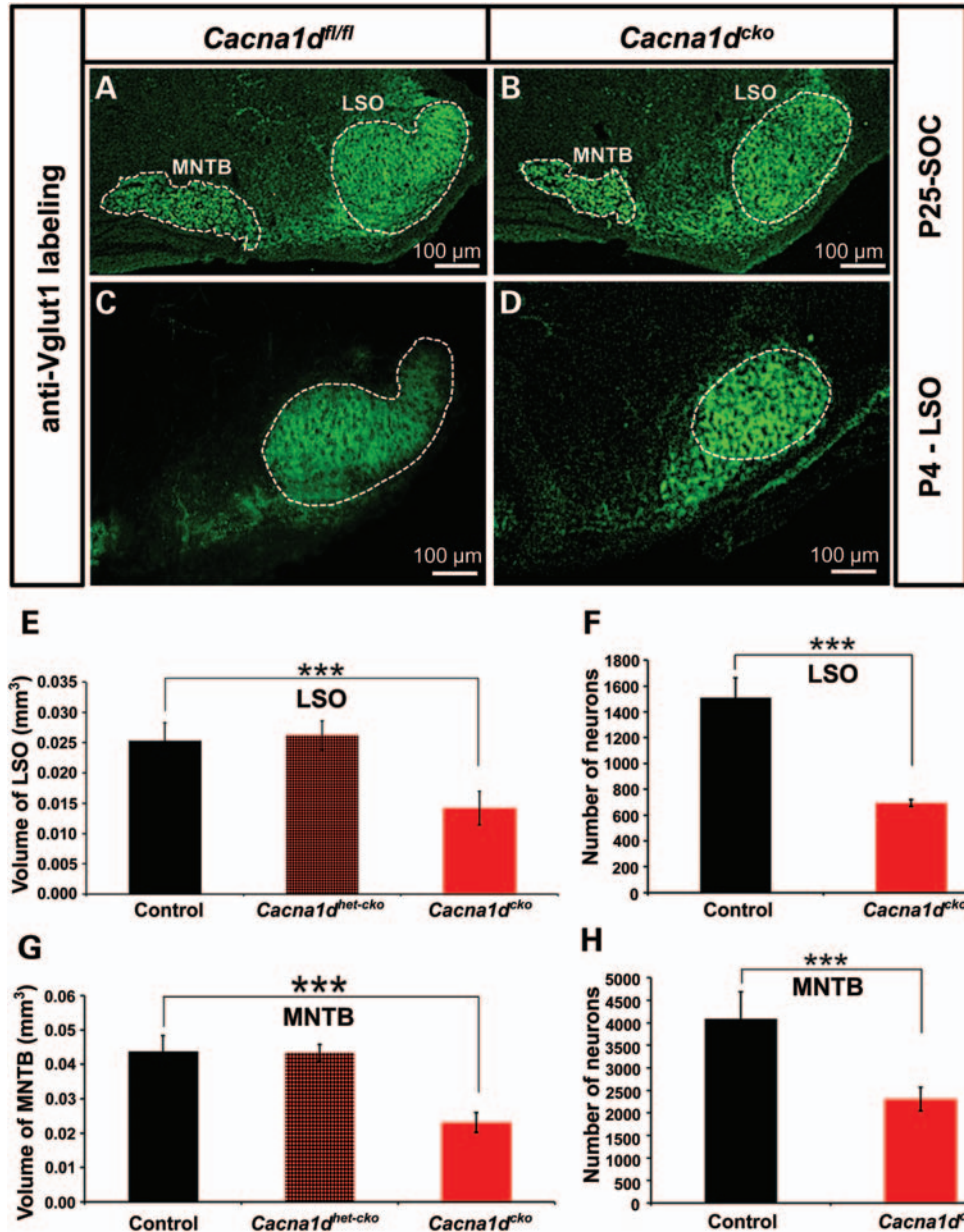 Cacna1d^fl/fl
Cacna1d^cko
anti-Vglut1 labeling
P25-SOC
P4 - LSO
A
LSO
MNTB
100 µm
B
LSO
MNTB
100 µm
C
100 µm
D
100 µm
E
***
LSO
Volume of LSO (mm³)
0.035
0.030
0.025
0.020
0.015
0.010
0.005
0.000
Control
Cacna1d^het-cko
Cacna1d^cko
F
***
LSO
Number of neurons
1800
1600
1400
1200
1000
800
600
400
200
0
Control
Cacna1d^cko
G
***
MNTB
Volume of MNTB (mm³)
0.06
0.05
0.04
0.03
0.02
0.01
0.00
Control
Cacna1d^het-cko
Cacna1d^cko
H
***
MNTB
Number of neurons
5000
4500
4000
3500
3000
2500
2000
1500
1000
500
0
Control